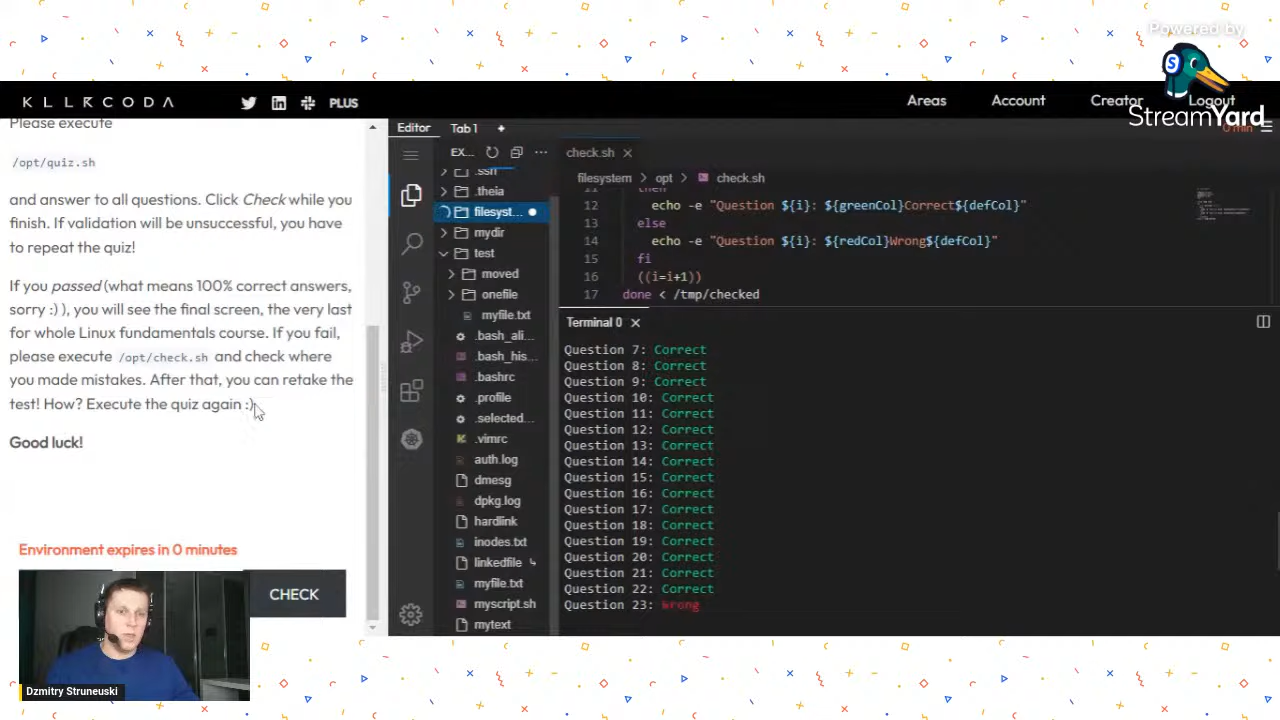 Powered by
StreamYard
KLLRCODA
PLUS
Areas
Account
Creator
Logout
0 min
Please execute
/opt/quiz.sh
and answer to all questions. Click Check while you
finish. If validation will be unsuccessful, you have
to repeat the quiz!
If you passed (what means 100% correct answers,
sorry :) ), you will see the final screen, the very last
for whole Linux fundamentals course. If you fail,
please execute /opt/check.sh and check where
you made mistakes. After that, you can retake the
test! How? Execute the quiz again :)
Good luck!
Environment expires in 0 minutes
CHECK
Dzmitry Struneuski
Editor
Tab 1 +
EX... ...
.ssh
.theia
filesyst...
mydir
test
moved
onefile
myfile.txt
.bash_ali...
.bash_his...
.bashrc
.profile
.selected...
.vimrc
auth.log
dmesg
dpkg.log
hardlink
inodes.txt
linkedfile
myfile.txt
myscript.sh
mytext
check.sh
filesystem > opt > check.sh
11 then
12 echo -e "Question ${i}: ${greenCol}Correct${defCol}"
13 else
14 echo -e "Question ${i}: ${redCol}Wrong${defCol}"
15 fi
16 ((i=i+1))
17 done < /tmp/checked
Terminal 0
Question 7: Correct
Question 8: Correct
Question 9: Correct
Question 10: Correct
Question 11: Correct
Question 12: Correct
Question 13: Correct
Question 14: Correct
Question 15: Correct
Question 16: Correct
Question 17: Correct
Question 18: Correct
Question 19: Correct
Question 20: Correct
Question 21: Correct
Question 22: Correct
Question 23: Wrong